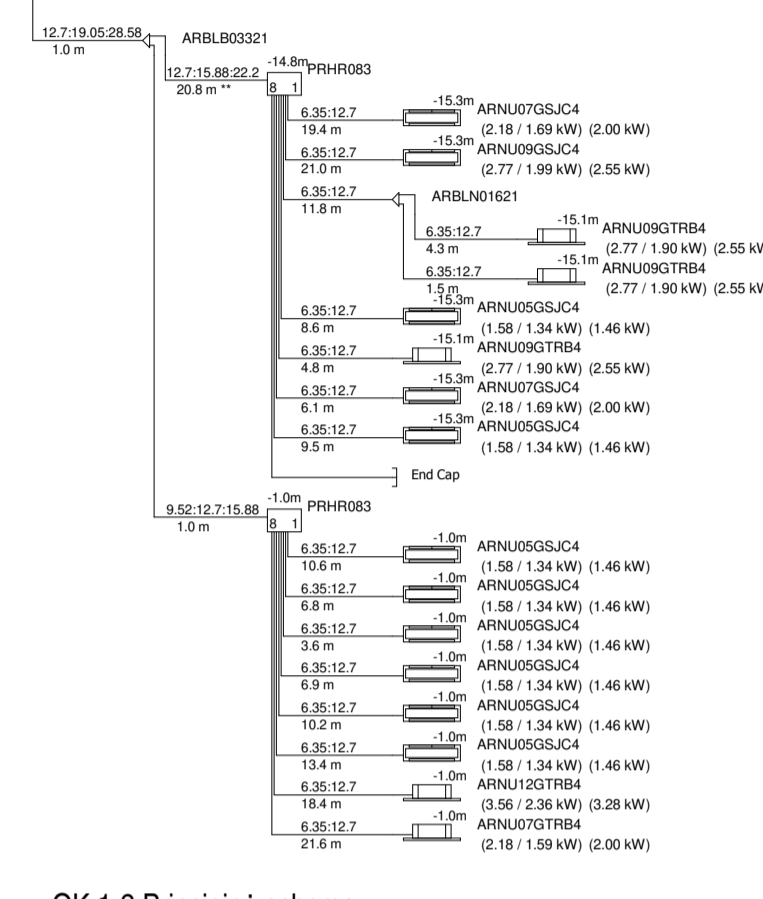 12.7:19.05:28.58
1.0 m
ARBLB03321
12.7:15.88:22.2
20.8 m **
-14.8m
PRHR083
8 1
6.35:12.7
19.4 m
-15.3m
ARNU07GSJC4
(2.18 / 1.69 kW) (2.00 kW)
6.35:12.7
21.0 m
-15.3m
ARNU09GSJC4
(2.77 / 1.99 kW) (2.55 kW)
6.35:12.7
11.8 m
ARBLN01621
6.35:12.7
4.3 m
-15.1m
ARNU09GTRB4
(2.77 / 1.90 kW) (2.55 kW
6.35:12.7
1.5 m
-15.1m
ARNU09GTRB4
(2.77 / 1.90 kW) (2.55 kW
6.35:12.7
8.6 m
-15.3m
ARNU05GSJC4
(1.58 / 1.34 kW) (1.46 kW)
6.35:12.7
4.8 m
-15.1m
ARNU09GTRB4
(2.77 / 1.90 kW) (2.55 kW)
6.35:12.7
6.1 m
-15.3m
ARNU07GSJC4
(2.18 / 1.69 kW) (2.00 kW)
6.35:12.7
9.5 m
-15.3m
ARNU05GSJC4
(1.58 / 1.34 kW) (1.46 kW)
End Cap
9.52:12.7:15.88
1.0 m
-1.0m
PRHR083
8 1
6.35:12.7
10.6 m
-1.0m
ARNU05GSJC4
(1.58 / 1.34 kW) (1.46 kW)
6.35:12.7
6.8 m
-1.0m
ARNU05GSJC4
(1.58 / 1.34 kW) (1.46 kW)
6.35:12.7
3.6 m
-1.0m
ARNU05GSJC4
(1.58 / 1.34 kW) (1.46 kW)
6.35:12.7
6.9 m
-1.0m
ARNU05GSJC4
(1.58 / 1.34 kW) (1.46 kW)
6.35:12.7
10.2 m
-1.0m
ARNU05GSJC4
(1.58 / 1.34 kW) (1.46 kW)
6.35:12.7
13.4 m
-1.0m
ARNU05GSJC4
(1.58 / 1.34 kW) (1.46 kW)
6.35:12.7
18.4 m
-1.0m
ARNU12GTRB4
(3.56 / 2.36 kW) (3.28 kW)
6.35:12.7
21.6 m
-1.0m
ARNU07GTRB4
(2.18 / 1.59 kW) (2.00 kW)